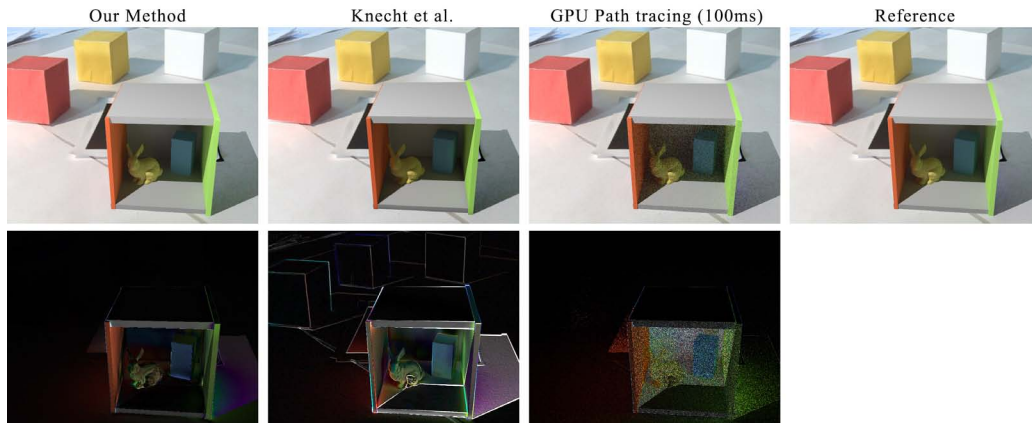 Our Method
Knecht et al.
GPU Path tracing (100ms)
Reference